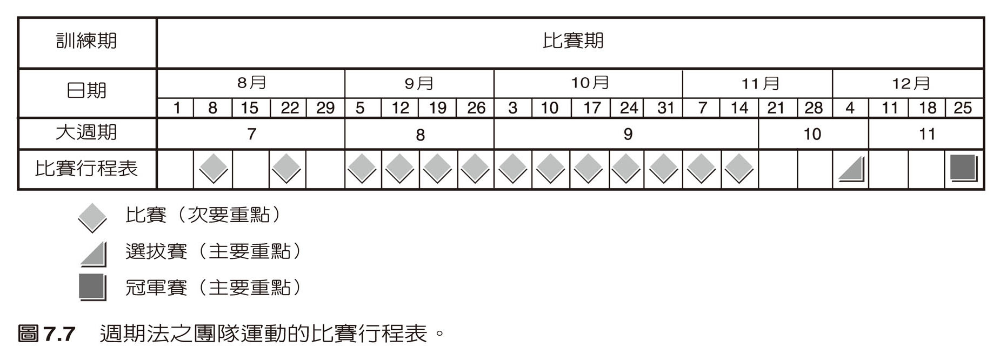 訓練期 比賽期
日期 8月 9月 10月 11月 12月
1 8 15 22 29 5 12 19 26 3 10 17 24 31 7 14 21 28 4 11 18 25
大週期 7 8 9 10 11
比賽行程表
比賽（次要重點）
選拔賽（主要重點）
冠軍賽（主要重點）
圖7.7 週期法之團隊運動的比賽行程表。